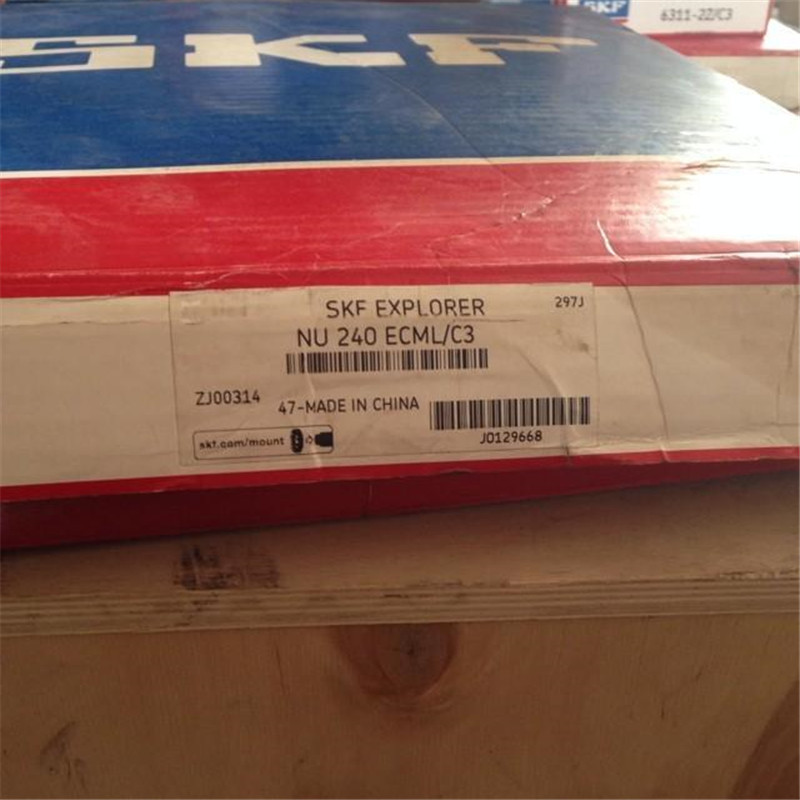 SKF
SKF
6311-2Z/C3
SKF EXPLORER
297J
NU 240 ECML/C3
ZJ00314
47-MADE IN CHINA
skf.com/mount
J0129668